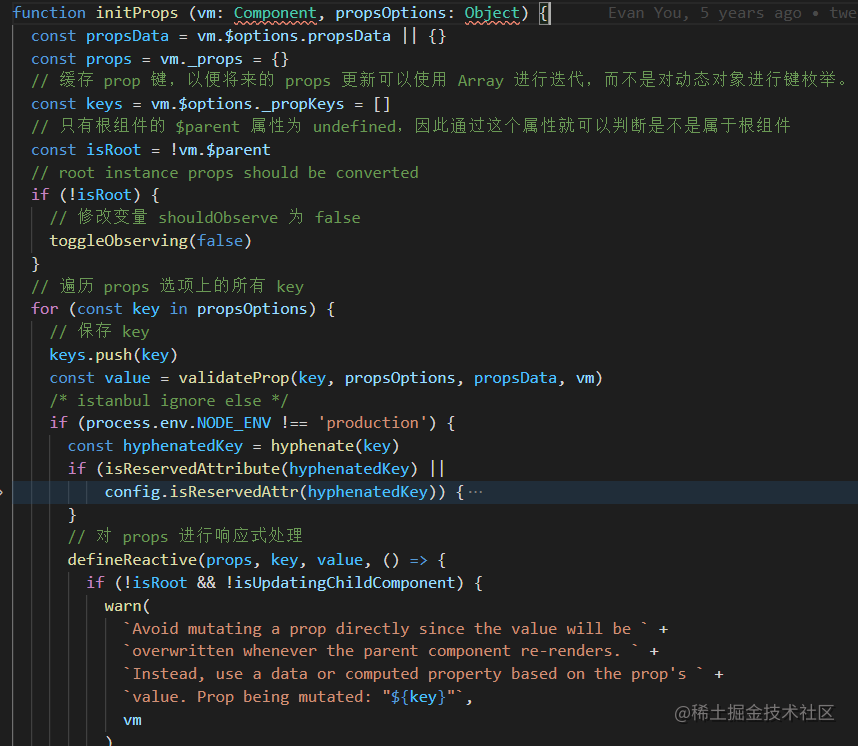 function initProps (vm: Component, propsOptions: Object) {    Evan You, 5 years ago • twe
  const propsData = vm.$options.propsData || {}
  const props = vm._props = {}
  // 缓存 prop 键，以便将来的 props 更新可以使用 Array 进行迭代，而不是对动态对象进行键枚举。
  const keys = vm.$options._propKeys = []
  // 只有根组件的 $parent 属性为 undefined，因此通过这个属性就可以判断是不是属于根组件
  const isRoot = !vm.$parent
  // root instance props should be converted
  if (!isRoot) {
    // 修改变量 shouldObserve 为 false
    toggleObserving(false)
  }
  // 遍历 props 选项上的所有 key
  for (const key in propsOptions) {
    // 保存 key
    keys.push(key)
    const value = validateProp(key, propsOptions, propsData, vm)
    /* istanbul ignore else */
    if (process.env.NODE_ENV !== 'production') {
      const hyphenatedKey = hyphenate(key)
      if (isReservedAttribute(hyphenatedKey) ||
          config.isReservedAttr(hyphenatedKey)) {⋯
      }
      // 对 props 进行响应式处理
      defineReactive(props, key, value, () => {
        if (!isRoot && !isUpdatingChildComponent) {
          warn(
            `Avoid mutating a prop directly since the value will be ` +
            `overwritten whenever the parent component re-renders. ` +
            `Instead, use a data or computed property based on the prop's ` +
            `value. Prop being mutated: "${key}"`,
            vm
          )
@稀土掘金技术社区